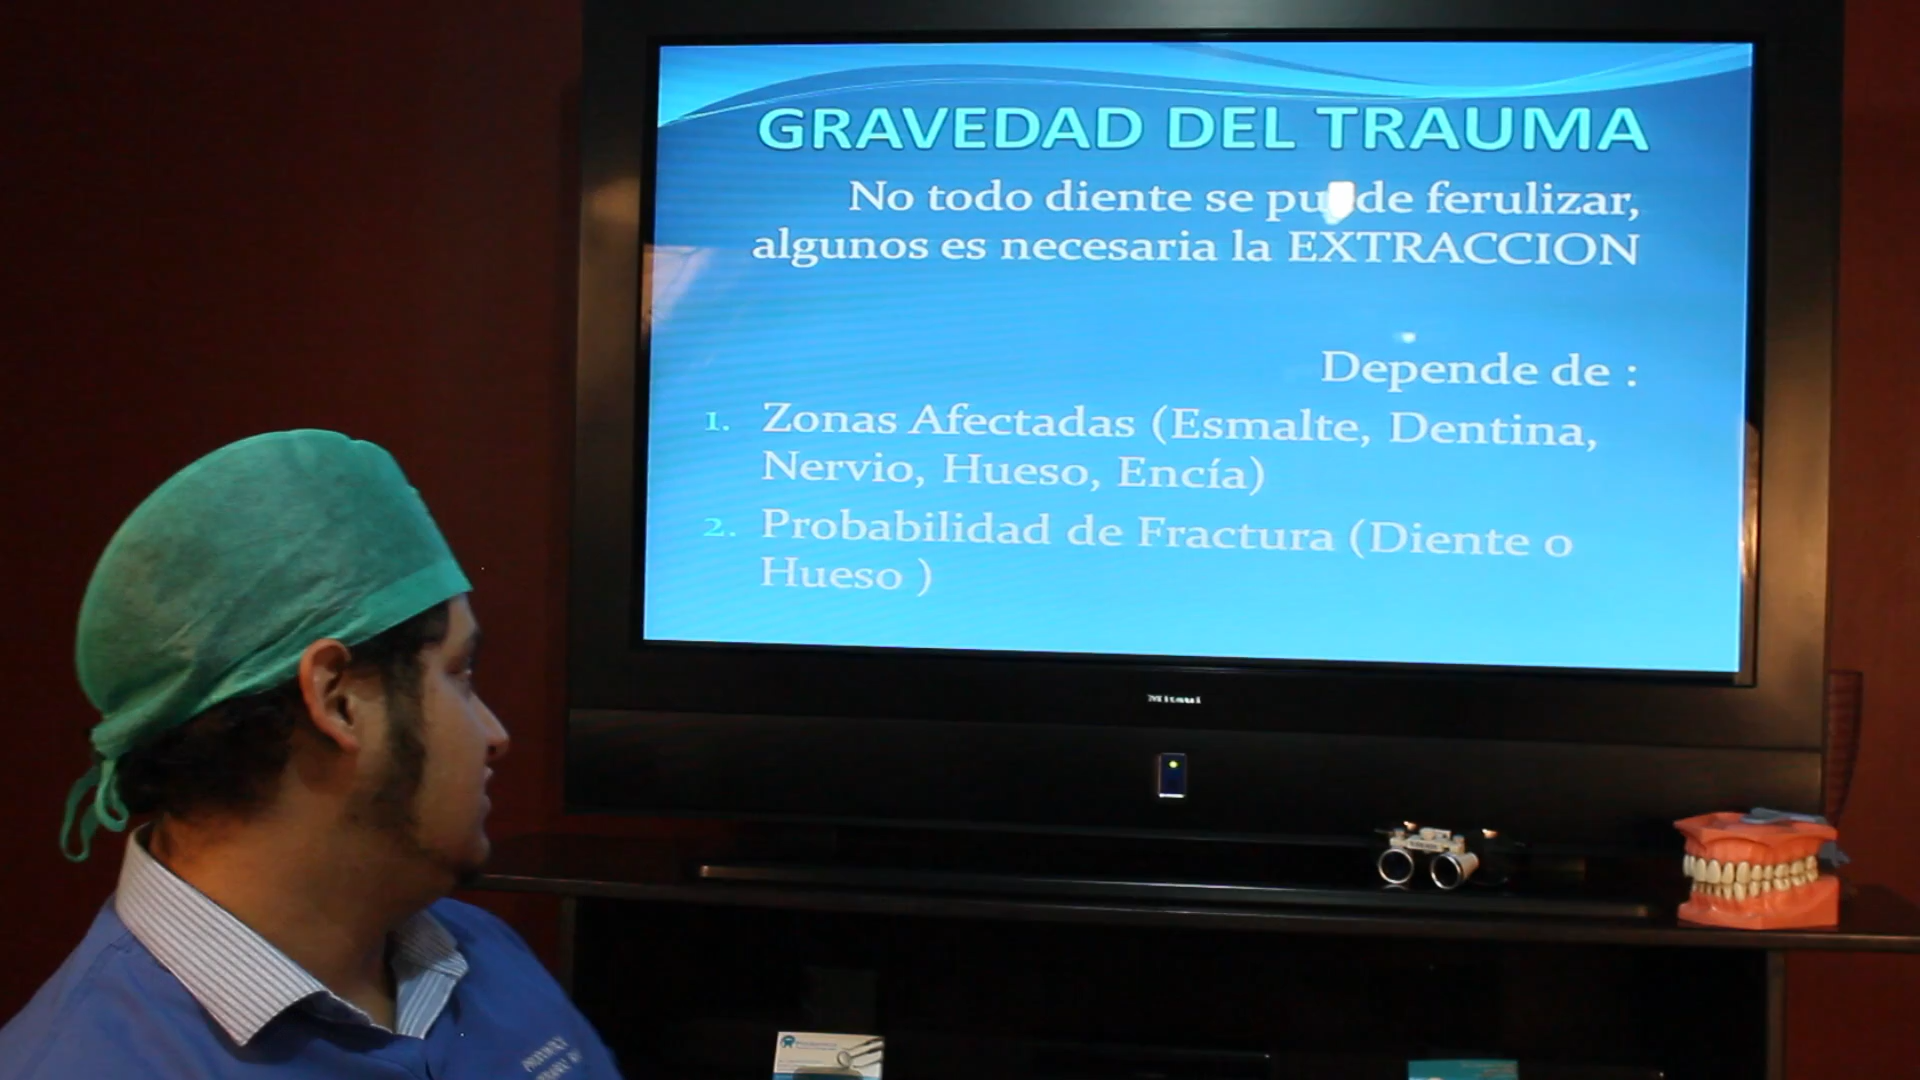 GRAVEDAD DEL TRAUMA
No todo diente se puede ferulizar,
algunos es necesaria la EXTRACCION
Depende de :
1. Zonas Afectadas (Esmalte, Dentina,
Nervio, Hueso, Encía)
2. Probabilidad de Fractura (Diente o
Hueso )